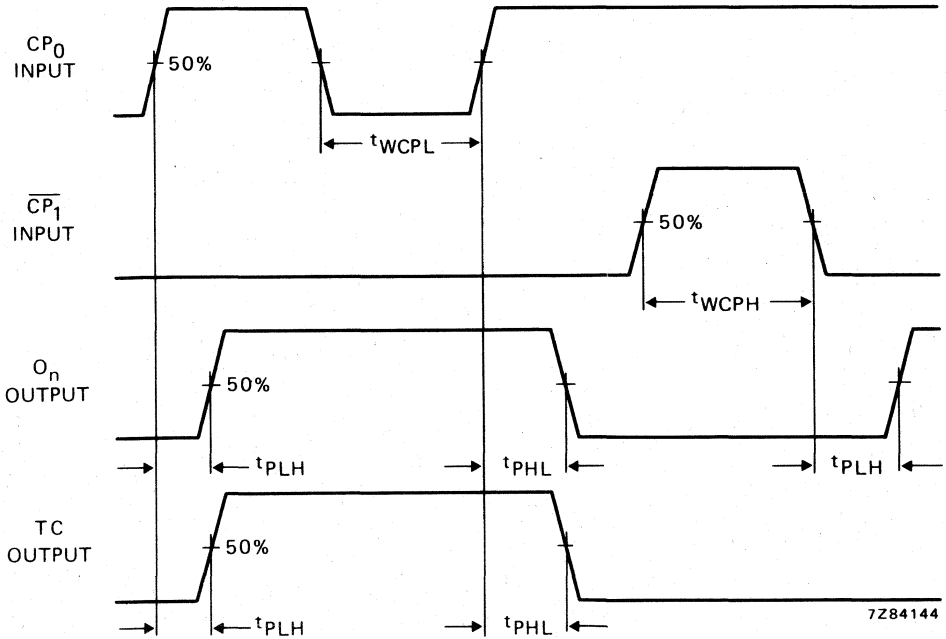 CP0
INPUT
50%
tWCPL
CP1
INPUT
50%
tWCPH
On
OUTPUT
50%
tPLH
tPHL
tPLH
TC
OUTPUT
50%
tPLH
tPHL
7Z84144